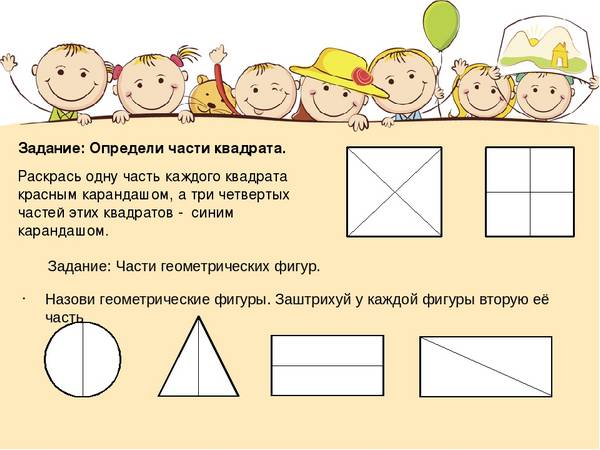 Задание: Определи части квадрата.
Раскрась одну часть каждого квадрата
красным карандашом, а три четвертых
частей этих квадратов - синим
карандашом.
Задание: Части геометрических фигур.
· Назови геометрические фигуры. Заштрихуй у каждой фигуры вторую её
часть